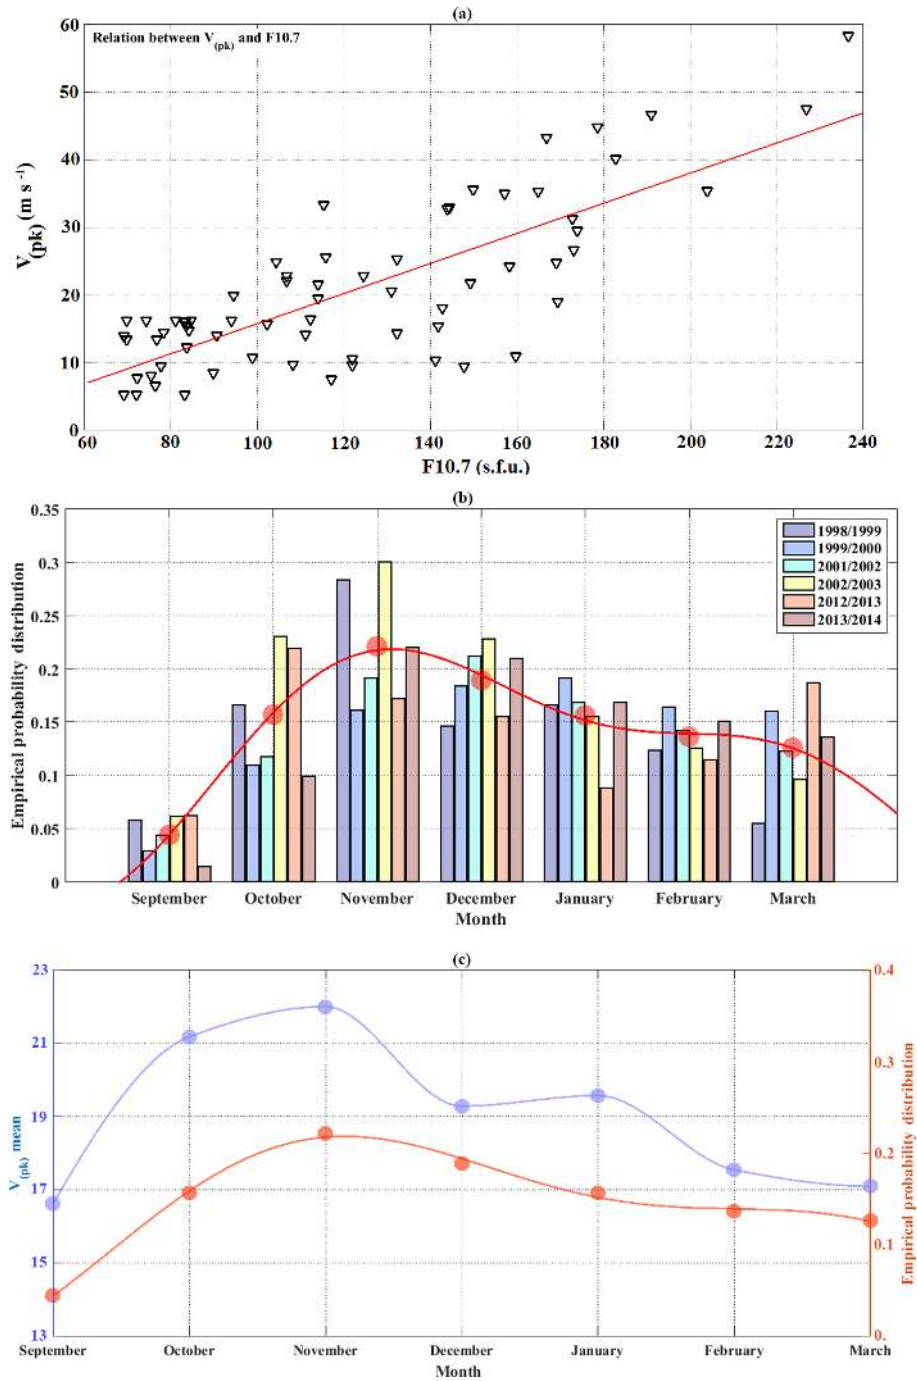 (a)
Relation between V(pk) and F10.7
60
50
40
30
20
10
0
V(pk) (m s -1)
60 80 100 120 140 160 180 200 220 240
F10.7 (s.f.u.)
(b)
0.35
0.3
0.25
0.2
0.15
0.1
0.05
0
Empirical probability distribution
1998/1999
1999/2000
2001/2002
2002/2003
2012/2013
2013/2014
September October November December January February March
Month
(c)
23
21
19
17
15
13
V(pk) mean
0.4
0.3
0.2
0.1
0.
Empirical probability distribution
September October November December January February March
Month